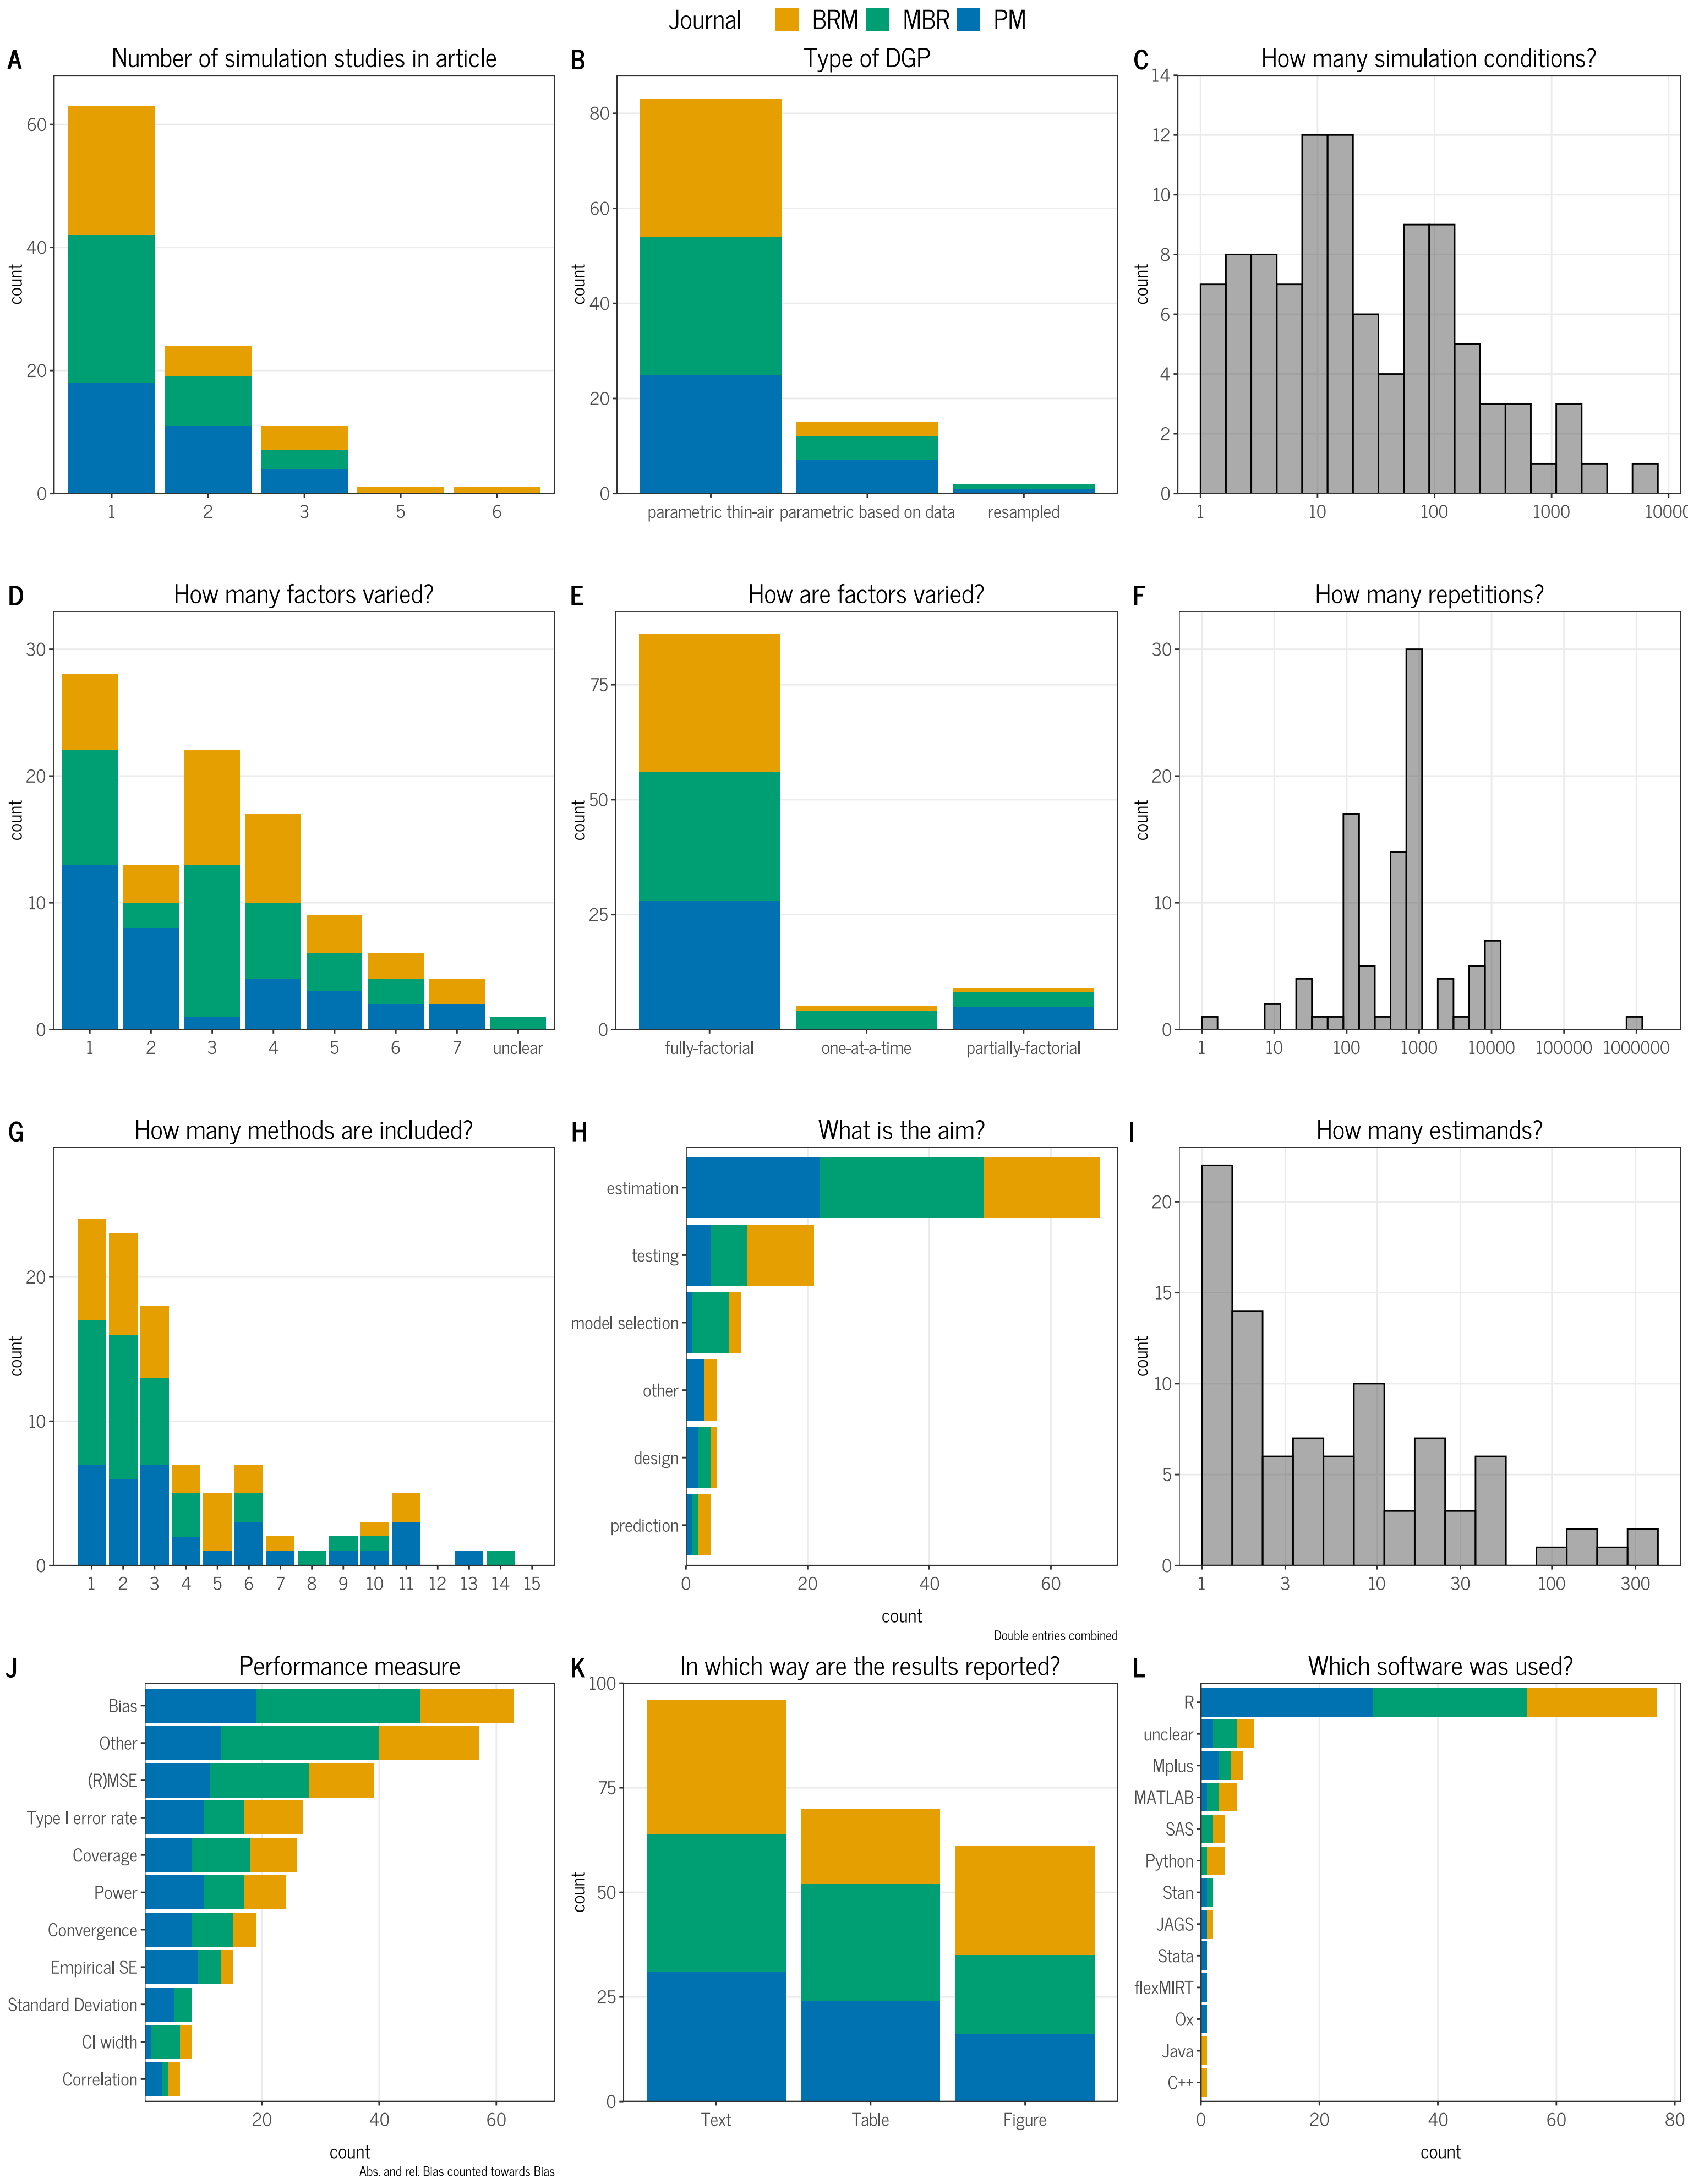 Journal BRM MBR PM
A Number of simulation studies in article
count
60
40
20
0
1 2 3 5 6
B Type of DGP
count
80
60
40
20
0
parametric thin-air parametric based on data resampled
C How many simulation conditions?
count
14
12
10
8
6
4
2
0
1 10 100 1000 10000
D How many factors varied?
count
30
20
10
0
1 2 3 4 5 6 7 unclear
E How are factors varied?
count
75
50
25
0
fully-factorial one-at-a-time partially-factorial
F How many repetitions?
count
30
20
10
0
1 10 100 1000 10000 100000 1000000
G How many methods are included?
count
20
10
0
1 2 3 4 5 6 7 8 9 10 11 12 13 14 15
H What is the aim?
estimation
testing
model selection
other
design
prediction
0 20 40 60
count
Double entries combined
I How many estimands?
count
20
15
10
5
0
1 3 10 30 100 300
J Performance measure
Bias
Other
(R)MSE
Type I error rate
Coverage
Power
Convergence
Empirical SE
Standard Deviation
CI width
Correlation
20 40 60
count
Abs. and rel. Bias counted towards Bias
K In which way are the results reported?
count
100
75
50
25
0
Text Table Figure
L Which software was used?
R
unclear
Mplus
MATLAB
SAS
Python
Stan
JAGS
Stata
flexMIRT
Ox
Java
C++
0 20 40 60 80
count